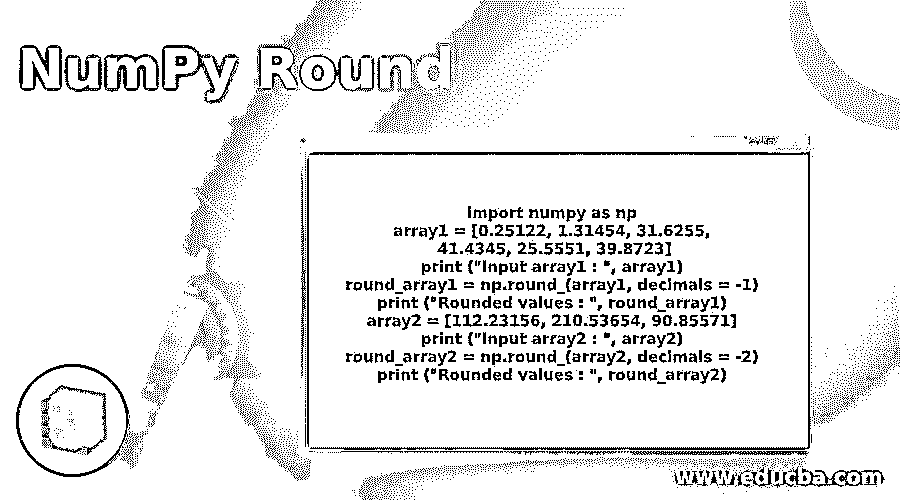 NumPy Round
Import numpy as np
array1 = [0.25122, 1.31454, 31.6255,
41.4345, 25.5551, 39.8723]
print ("Input array1 : ", array1)
round_array1 = np.round_(array1, decimals = -1)
print ("Rounded values : ", round_array1)
array2 = [112.23156, 210.53654, 90.85571]
print ("Input array2 : ", array2)
round_array2 = np.round_(array2, decimals = -2)
print ("Rounded values : ", round_array2)
www.educba.com